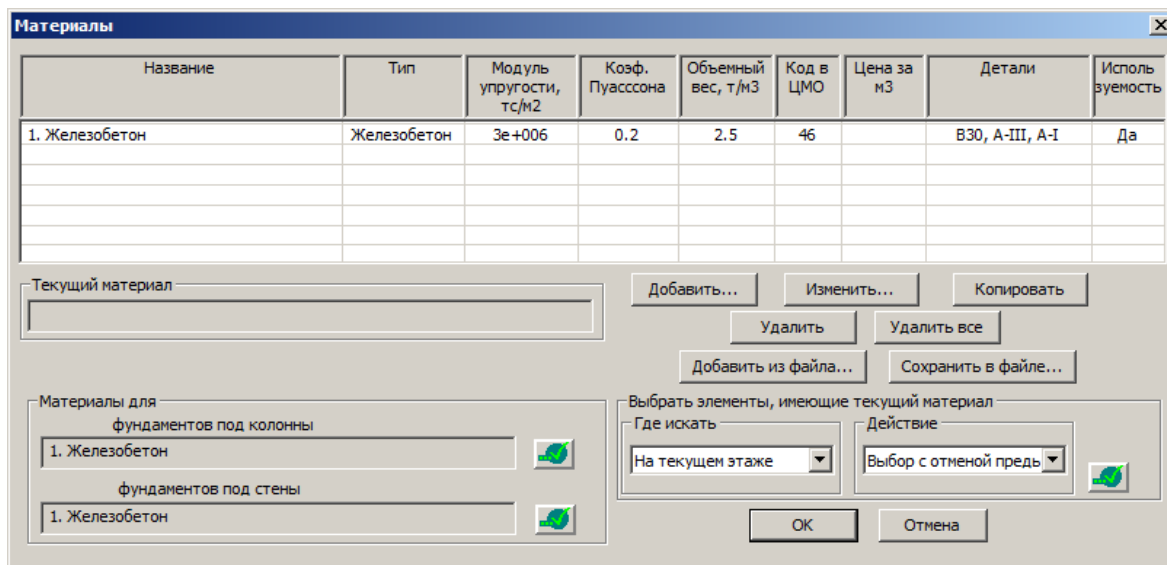 Материалы
Название Тип Модуль упругости, тс/м2 Коэф. Пуасссона Объемный вес, т/м3 Код в ЦМО Цена за м3 Детали Исполь зуемость
1. Железобетон Железобетон 3e+006 0.2 2.5 46 B30, A-III, A-I Да
Текущий материал
Добавить... Изменить... Копировать
Удалить Удалить все
Добавить из файла... Сохранить в файле...
Материалы для
фундаментов под колонны
1. Железобетон
фундаментов под стены
1. Железобетон
Выбрать элементы, имеющие текущий материал
Где искать Действие
На текущем этаже Выбор с отменой предь
OK Отмена